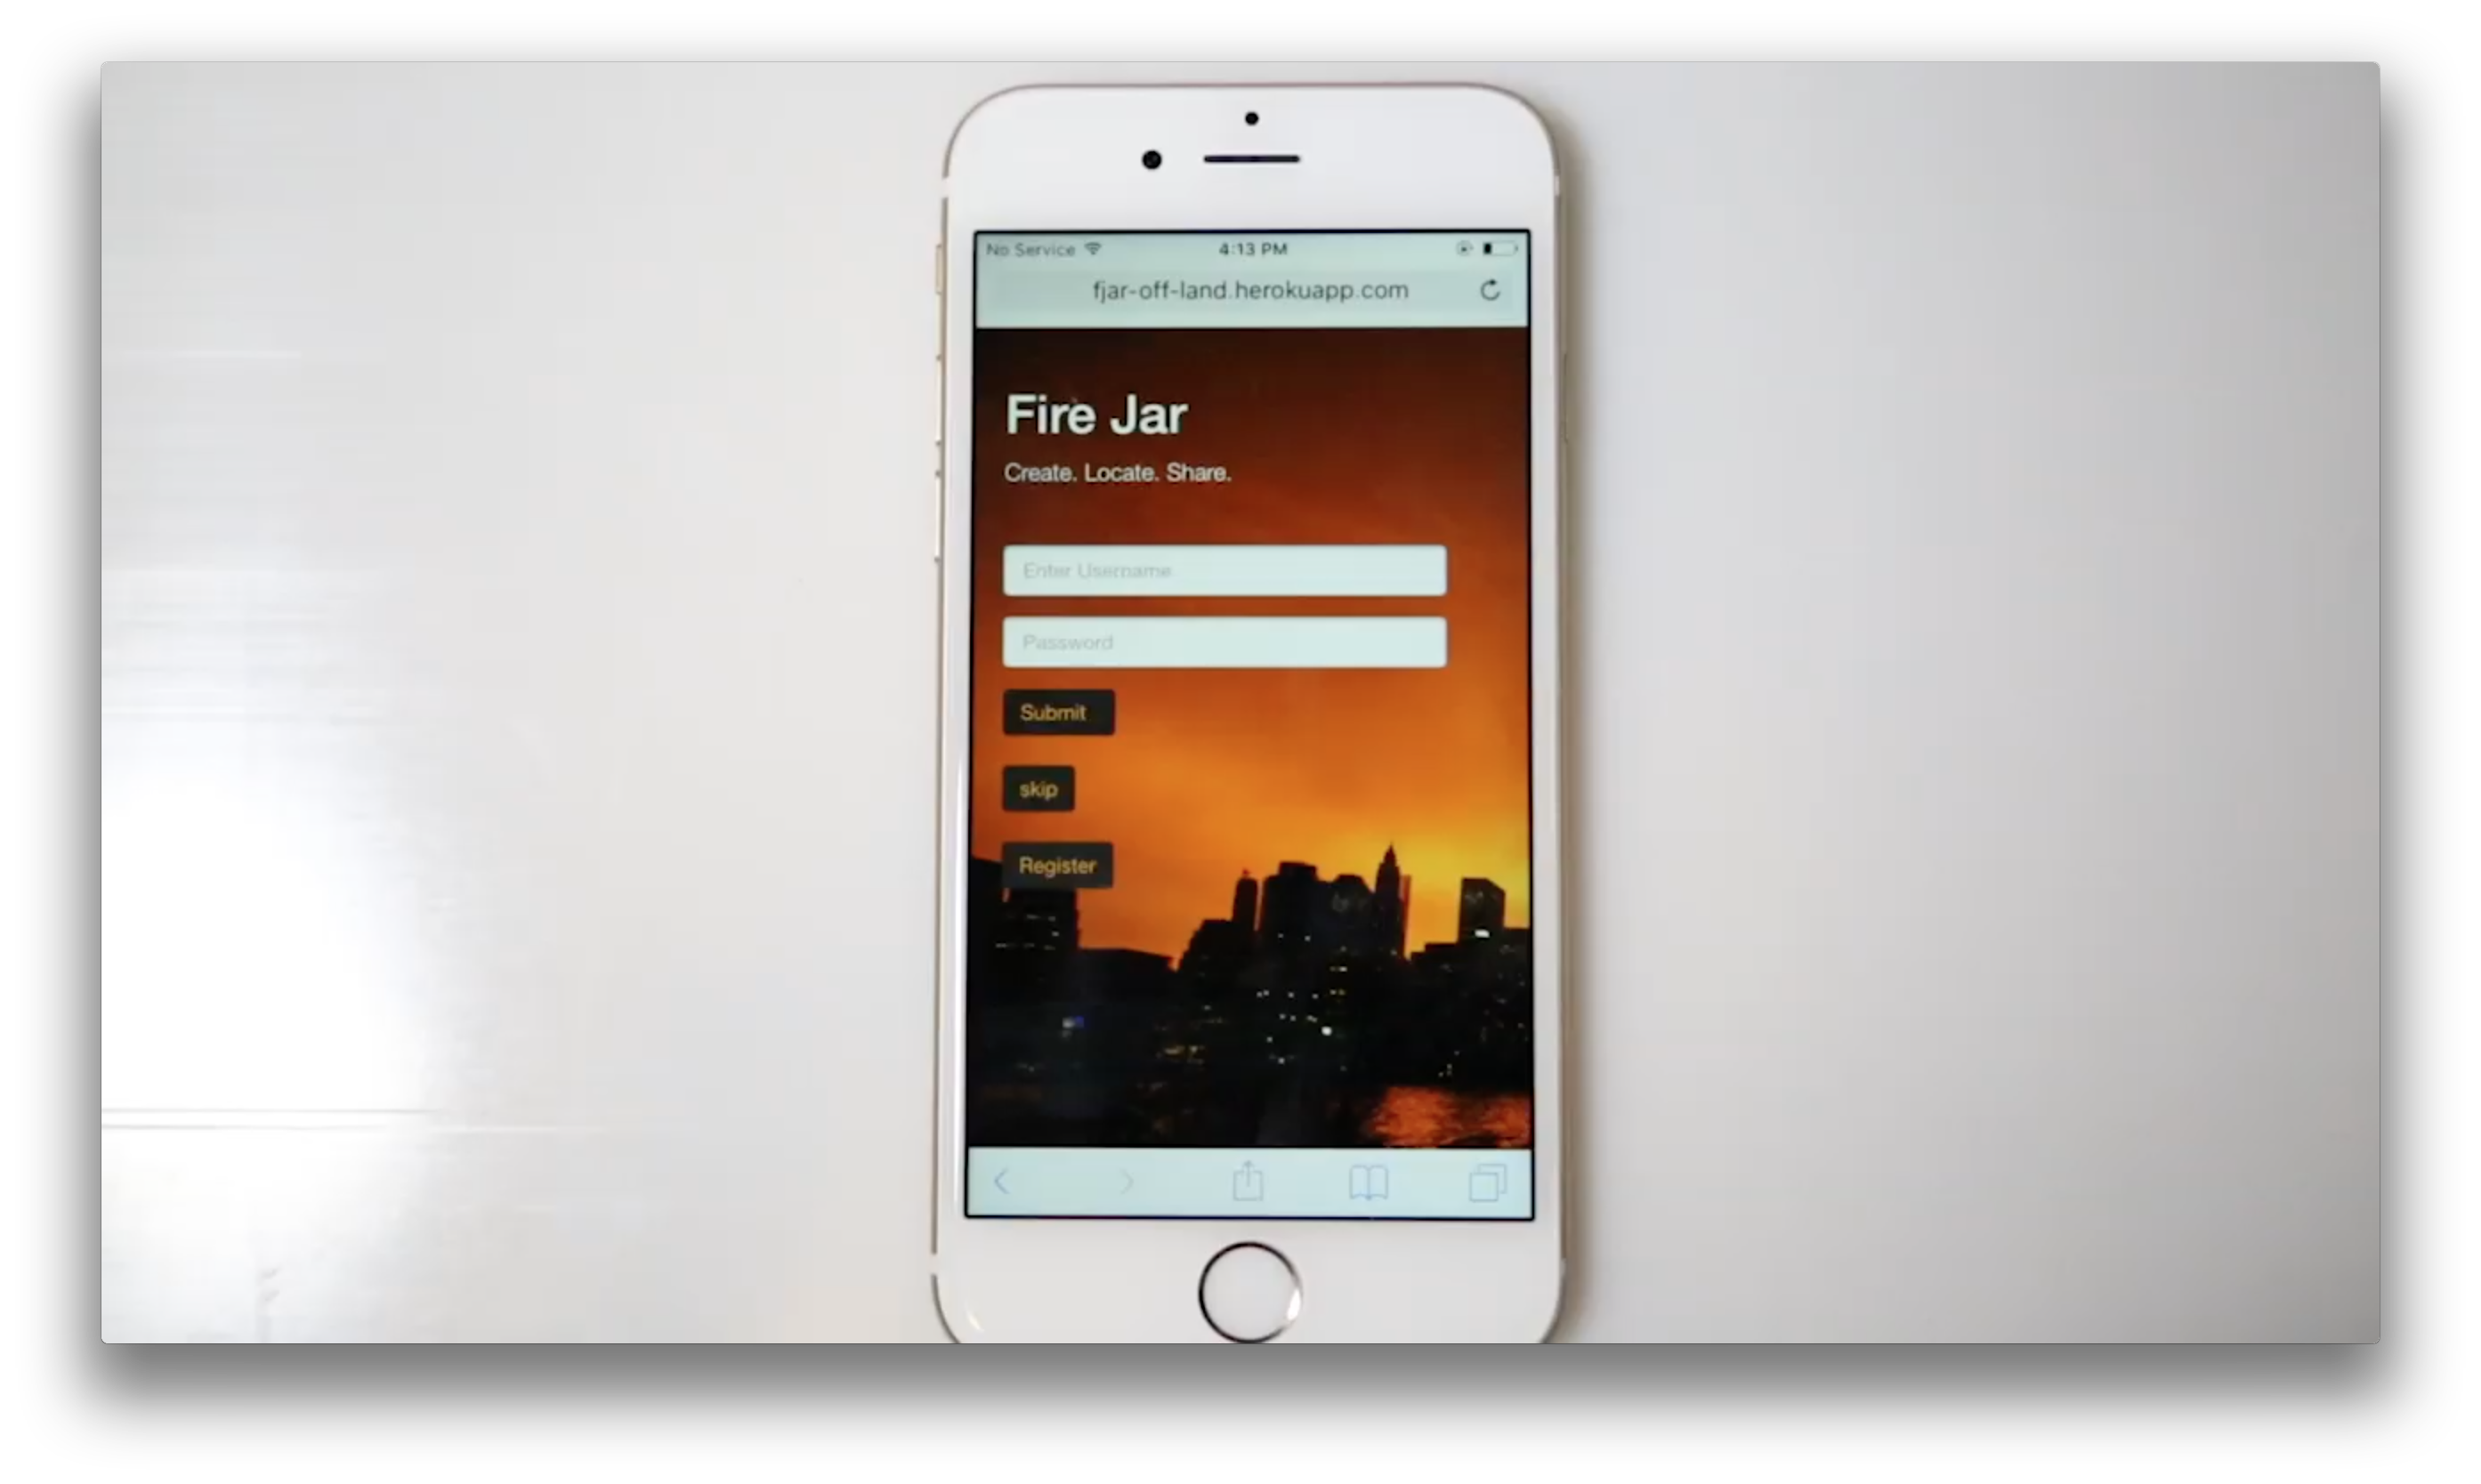 No Service 4:13 PM
fjar-off-land.herokuapp.com
Fire Jar
Create. Locate. Share.
Enter Username
Password
Submit
skip
Register